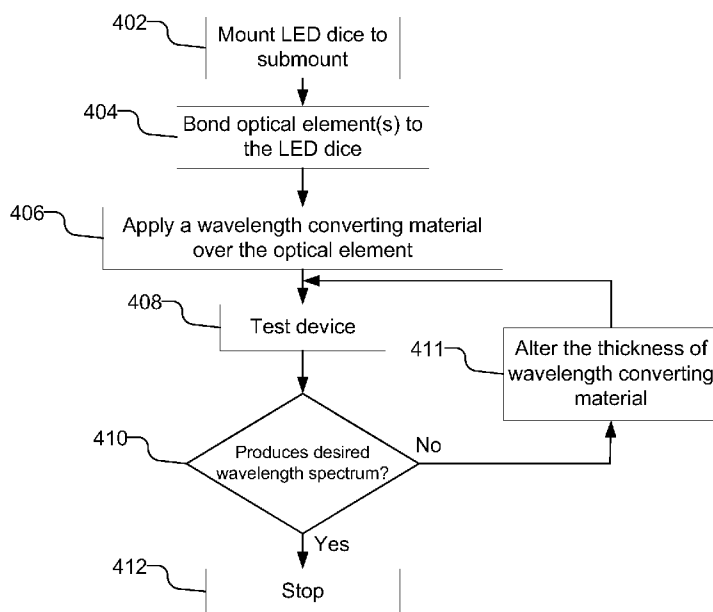 402
Mount LED dice to
submount
404
Bond optical element(s) to
the LED dice
406
Apply a wavelength converting material
over the optical element
408
Test device
411
Alter the thickness of
wavelength converting
material
410
Produces desired
wavelength spectrum?
No
Yes
412
Stop